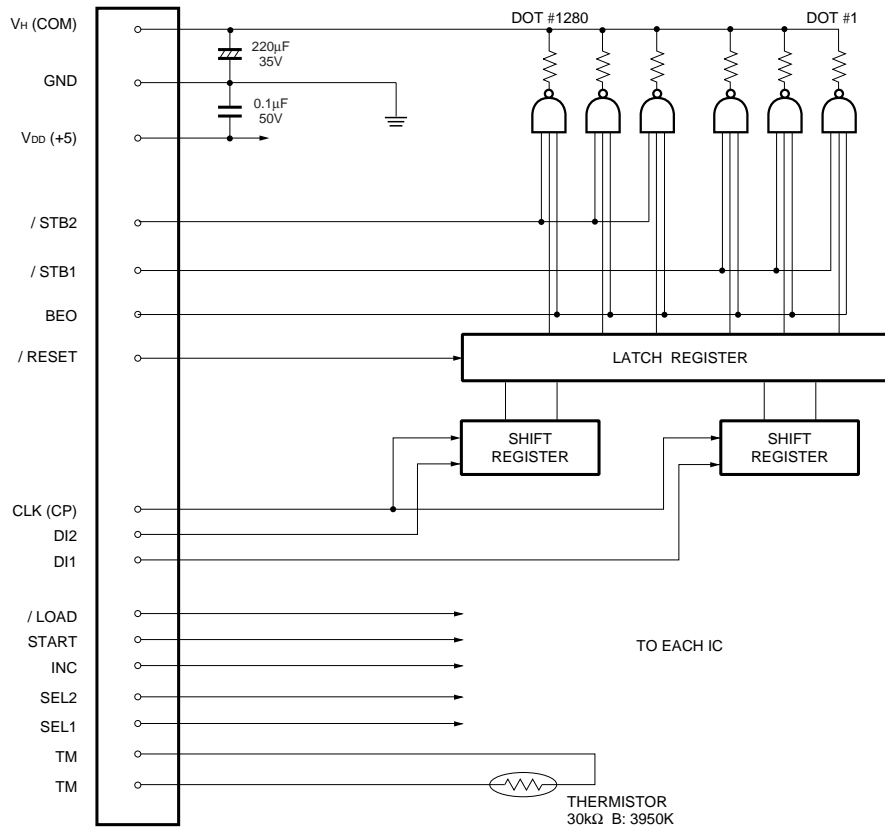 VH (COM)
GND
VDD (+5)
/ STB2
/ STB1
BEO
/ RESET
CLK (CP)
DI2
DI1
/ LOAD
START
INC
SEL2
SEL1
TM
TM
220µF
35V
0.1µF
50V
DOT #1280
DOT #1
LATCH REGISTER
SHIFT
REGISTER
SHIFT
REGISTER
TO EACH IC
THERMISTOR
30kΩ B: 3950K